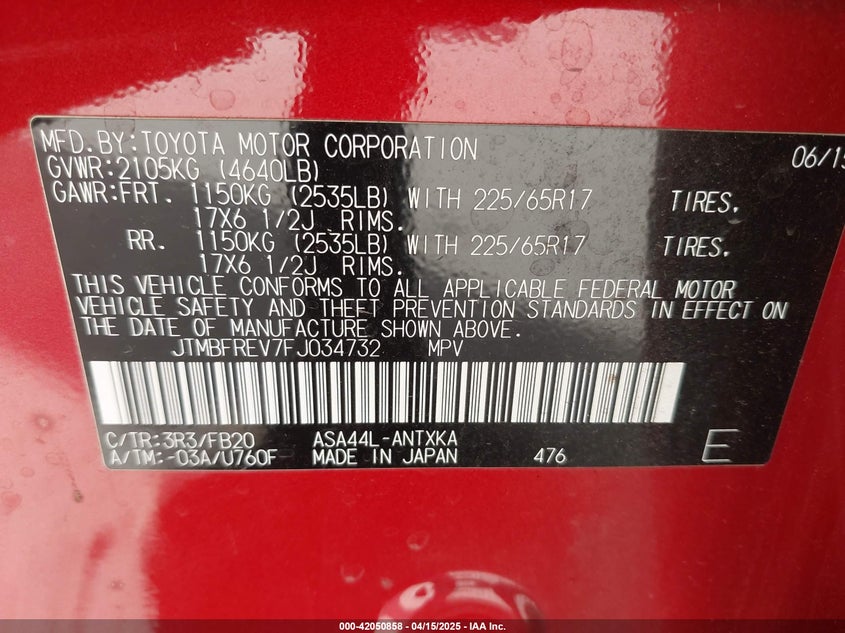 MFD.BY:TOYOTA MOTOR CORPORATION 06/15
GVWR:2105KG (4640LB)
GAWR:FRT. 1150KG (2535LB) WITH 225/65R17 TIRES.
17X6 1/2J RIMS.
RR. 1150KG (2535LB) WITH 225/65R17 TIRES.
17X6 1/2J RIMS.
THIS VEHICLE CONFORMS TO ALL APPLICABLE FEDERAL MOTOR
VEHICLE SAFETY AND THEFT PREVENTION STANDARDS IN EFFECT ON
THE DATE OF MANUFACTURE SHOWN ABOVE.
JTMBFREV7FJ034732 MPV
C/TR:3R3/FB20 ASA44L-ANTXKA
A/TM:-03A/U760F MADE IN JAPAN 476 E
000-42050858 - 04/15/2025 - IAA Inc.